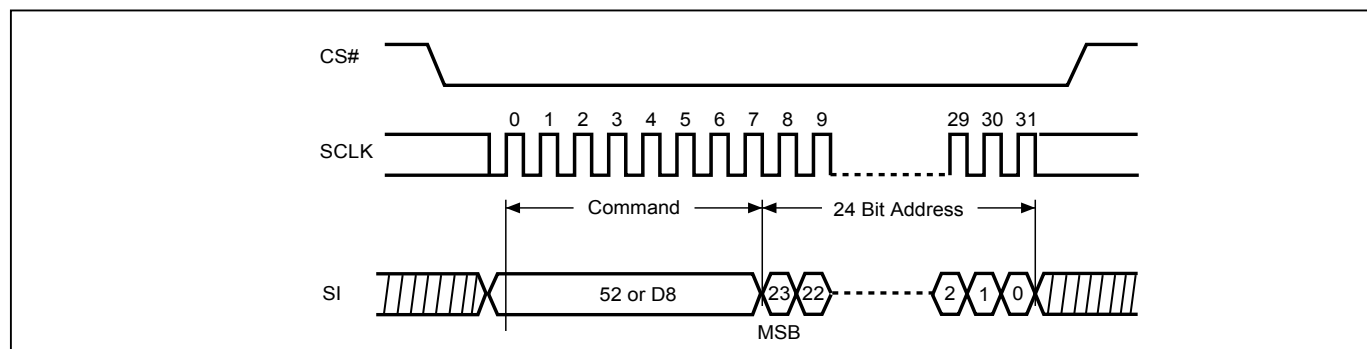 CS#
0 1 2 3 4 5 6 7 8 9 29 30 31
SCLK
Command 24 Bit Address
SI 52 or D8 23 22 2 1 0
MSB